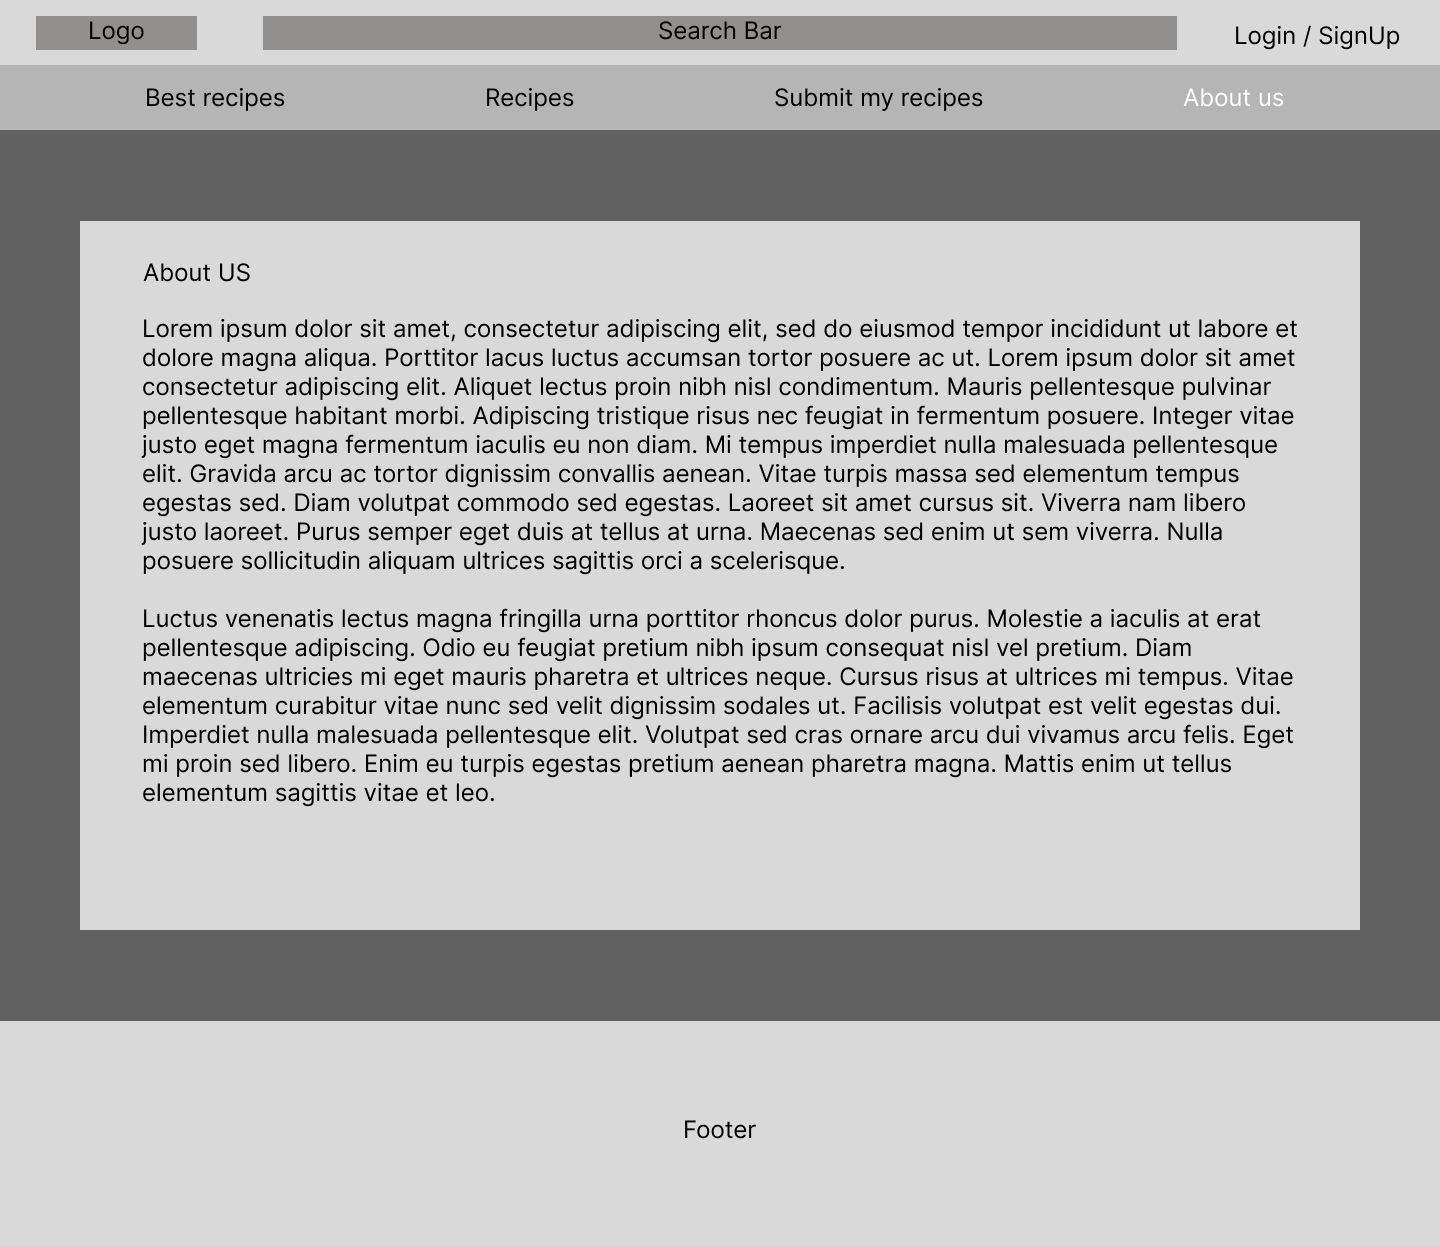 Logo
Search Bar
Login / SignUp
Best recipes
Recipes
Submit my recipes
About us
About US
Lorem ipsum dolor sit amet, consectetur adipiscing elit, sed do eiusmod tempor incididunt ut labore et
dolore magna aliqua. Porttitor lacus luctus accumsan tortor posuere ac ut. Lorem ipsum dolor sit amet
consectetur adipiscing elit. Aliquet lectus proin nibh nisl condimentum. Mauris pellentesque pulvinar
pellentesque habitant morbi. Adipiscing tristique risus nec feugiat in fermentum posuere. Integer vitae
justo eget magna fermentum iaculis eu non diam. Mi tempus imperdiet nulla malesuada pellentesque
elit. Gravida arcu ac tortor dignissim convallis aenean. Vitae turpis massa sed elementum tempus
egestas sed. Diam volutpat commodo sed egestas. Laoreet sit amet cursus sit. Viverra nam libero
justo laoreet. Purus semper eget duis at tellus at urna. Maecenas sed enim ut sem viverra. Nulla
posuere sollicitudin aliquam ultrices sagittis orci a scelerisque.
Luctus venenatis lectus magna fringilla urna porttitor rhoncus dolor purus. Molestie a iaculis at erat
pellentesque adipiscing. Odio eu feugiat pretium nibh ipsum consequat nisl vel pretium. Diam
maecenas ultricies mi eget mauris pharetra et ultrices neque. Cursus risus at ultrices mi tempus. Vitae
elementum curabitur vitae nunc sed velit dignissim sodales ut. Facilisis volutpat est velit egestas dui.
Imperdiet nulla malesuada pellentesque elit. Volutpat sed cras ornare arcu dui vivamus arcu felis. Eget
mi proin sed libero. Enim eu turpis egestas pretium aenean pharetra magna. Mattis enim ut tellus
elementum sagittis vitae et leo.
Footer